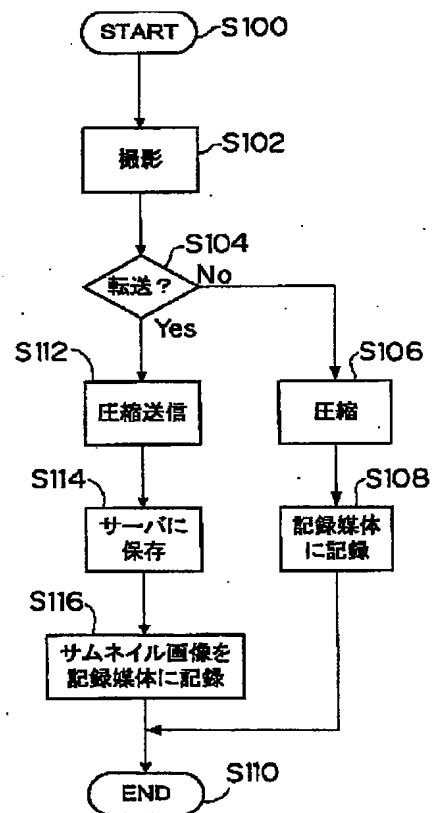 START
S100
撮影
S102
S104
転送?
No
Yes
S112
圧縮送信
S106
圧縮
S114
サーバに
保存
S108
記録媒体
に記録
S116
サムネイル画像を
記録媒体に記録
END
S110